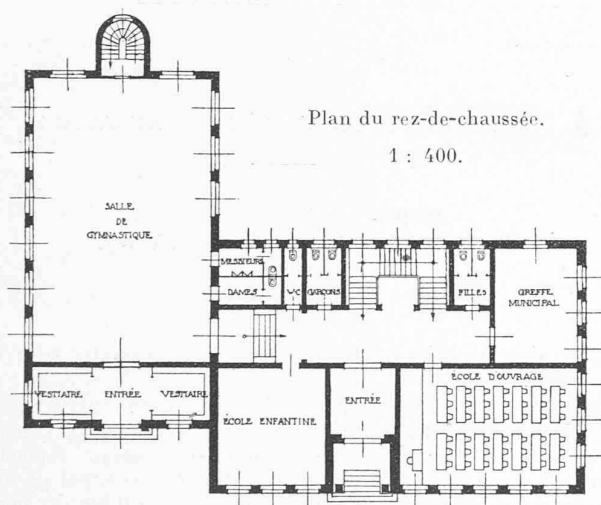 Plan du rez-de-chaussée.
1 : 400.
SALLE
DE
GYMNASTIQUE
MESSIEURS
DAMES
WC
GARÇONS
FILLES
GREFFE
MUNICIPAL
VESTIAIRE
ENTRÉE
VESTIAIRE
ÉCOLE ENFANTINE
ENTRÉE
ÉCOLE D'OUVRAGE